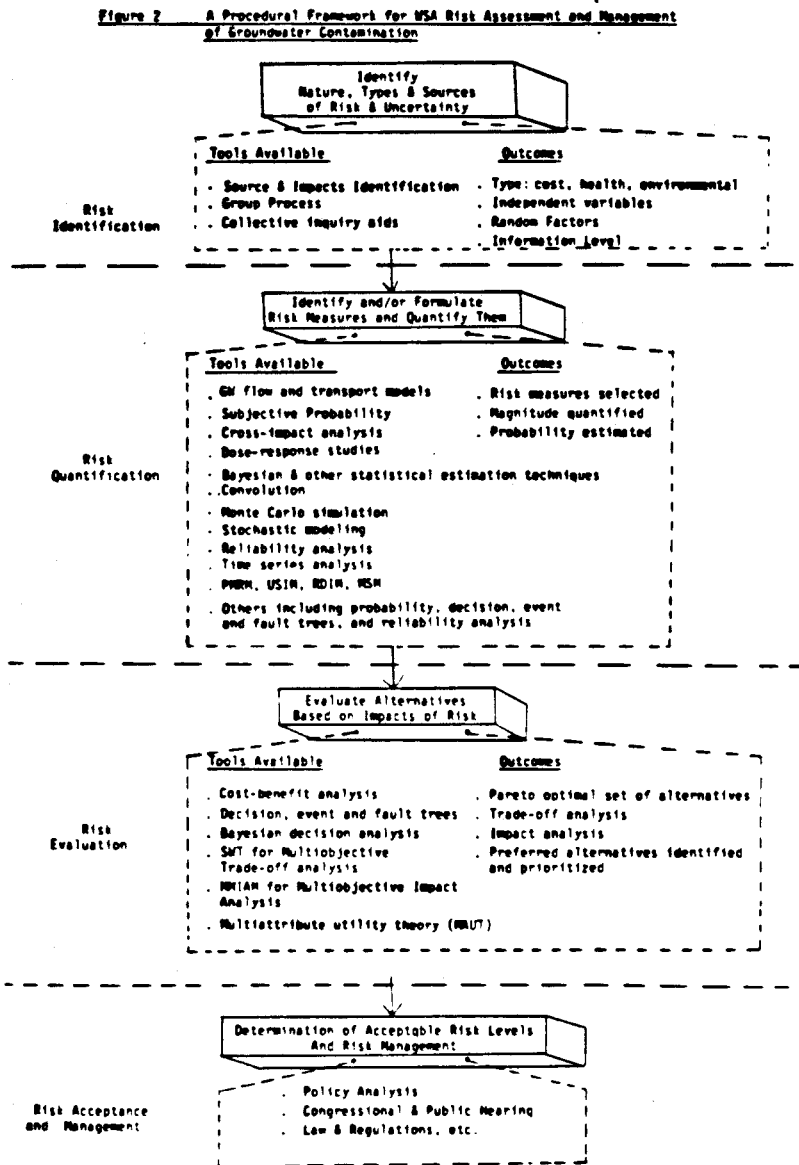 Figure 2 A Procedural Framework for WSA Risk Assessment and Management
of Groundwater Contamination
Identify
Nature, Types & Sources
of Risk & Uncertainty
Risk
Identification
Tools Available
. Source & Impacts Identification
. Group Process
. Collective inquiry aids
Outcomes
. Type: cost, health, environmental
. Independent variables
. Random Factors
. Information Level
Identify and/or Formulate
Risk Measures and Quantify Them
Risk
Quantification
Tools Available
. GW flow and transport models
. Subjective Probability
. Cross-impact analysis
. Dose-response studies
. Bayesian & other statistical estimation techniques
. Convolution
. Monte Carlo simulation
. Stochastic modeling
. Reliability analysis
. Time series analysis
. PMRM, USIM, RDIM, MSM
. Others including probability, decision, event
and fault trees, and reliability analysis
Outcomes
. Risk measures selected
. Magnitude quantified
. Probability estimated
Evaluate Alternatives
Based on Impacts of Risk
Risk
Evaluation
Tools Available
. Cost-benefit analysis
. Decision, event and fault trees
. Bayesian decision analysis
. SWT for Multiobjective
Trade-off analysis
. MMIAM for Multiobjective Impact
Analysis
. Multiattribute utility theory (MAUT)
Outcomes
. Pareto optimal set of alternatives
. Trade-off analysis
. Impact analysis
. Preferred alternatives identified
and prioritized
Determination of Acceptable Risk Levels
And Risk Management
Risk Acceptance
and Management
. Policy Analysis
. Congressional & Public Hearing
. Law & Regulations, etc.